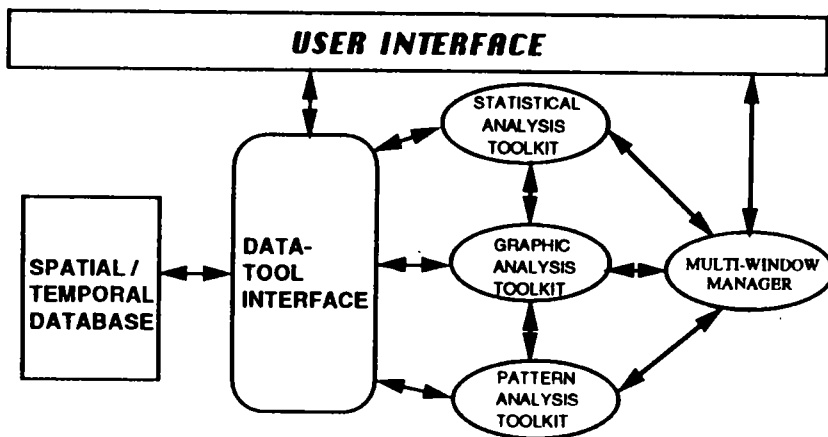 USER INTERFACE
STATISTICAL
ANALYSIS
TOOLKIT
DATA-
TOOL
INTERFACE
SPATIAL /
TEMPORAL
DATABASE
GRAPHIC
ANALYSIS
TOOLKIT
MULTI-WINDOW
MANAGER
PATTERN
ANALYSIS
TOOLKIT